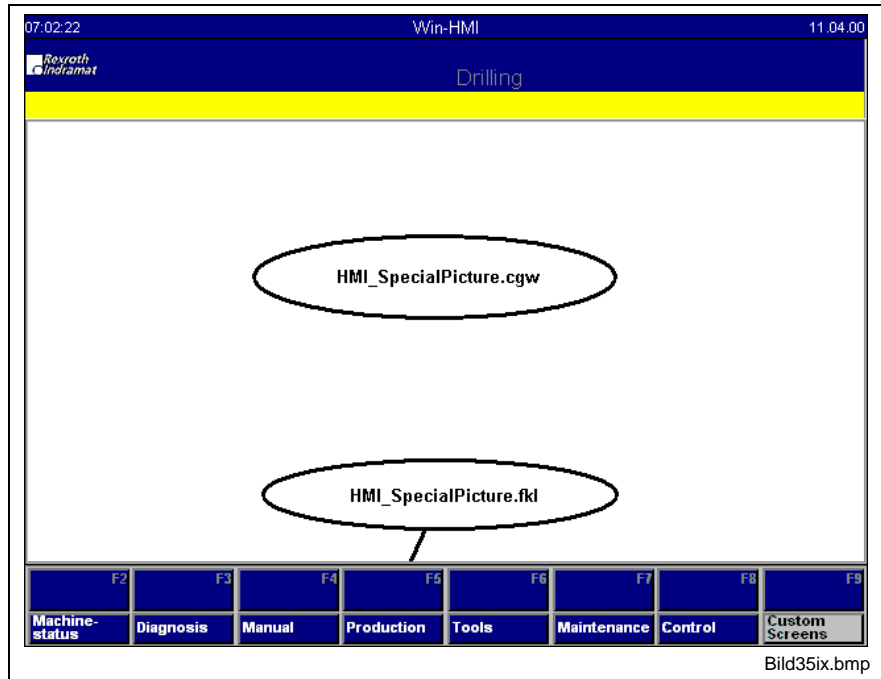 07:02:22 Win-HMI 11.04.00
Rexroth
Indramat
Drilling
HMI_SpecialPicture.cgw
HMI_SpecialPicture.fkl
F2 F3 F4 F5 F6 F7 F8 F9
Machine-
status Diagnosis Manual Production Tools Maintenance Control Custom
Screens
Bild35ix.bmp